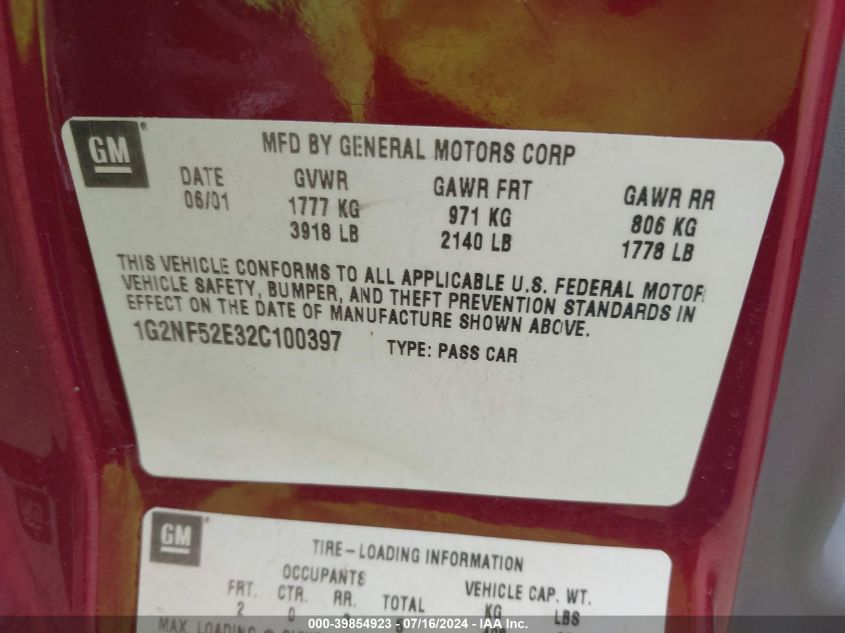 GM
MFD BY GENERAL MOTORS CORP
DATE GVWR GAWR FRT GAWR RR
06/01 1777 KG 971 KG 806 KG
3918 LB 2140 LB 1778 LB
THIS VEHICLE CONFORMS TO ALL APPLICABLE U.S. FEDERAL MOTOR
VEHICLE SAFETY, BUMPER, AND THEFT PREVENTION STANDARDS IN
EFFECT ON THE DATE OF MANUFACTURE SHOWN ABOVE.
1G2NF52E32C100397 TYPE: PASS CAR
GM
TIRE-LOADING INFORMATION
OCCUPANTS VEHICLE CAP. WT.
FRT. CTR. RR. TOTAL KG LBS
2 0
MAX. LOADING
000-39854923 - 07/16/2024 - IAA Inc.